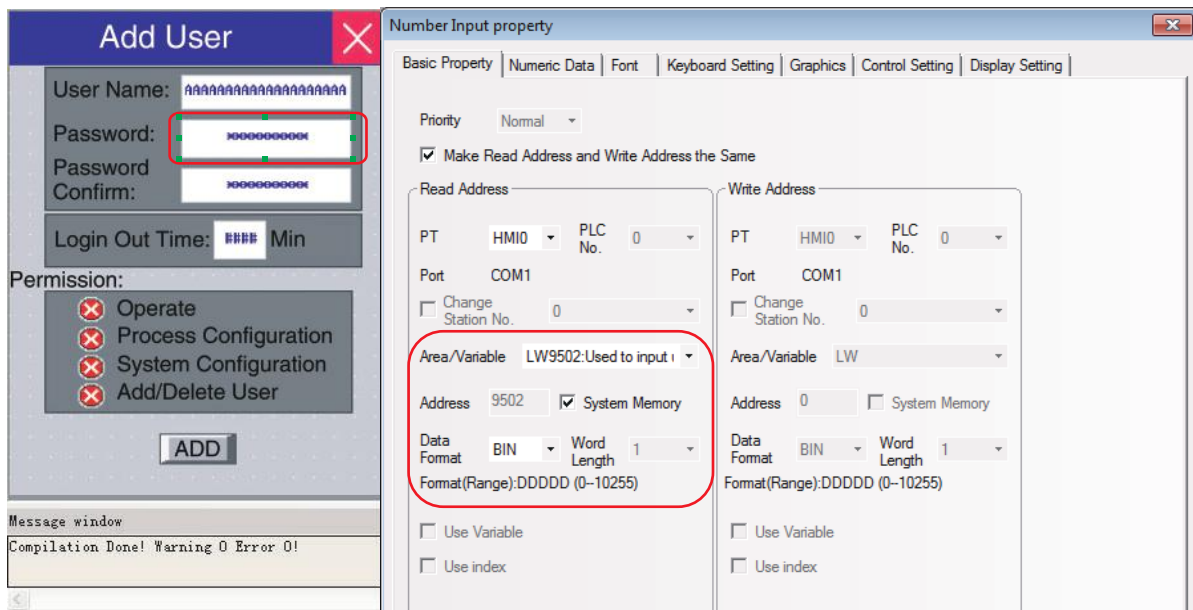 Add User
User Name: AAAAAAAAAAAAAAAAAAAA
Password: **********
Password
Confirm: **********
Login Out Time: #### Min
Permission:
Operate
Process Configuration
System Configuration
Add/Delete User
ADD
Message window
Compilation Done! Warning 0 Error 0!
Number Input property
Basic Property Numeric Data Font Keyboard Setting Graphics Control Setting Display Setting
Priority Normal
Make Read Address and Write Address the Same
Read Address
PT HMI0 PLC No. 0
Port COM1
Change Station No. 0
Area/Variable LW9502:Used to input u
Address 9502 System Memory
Data Format BIN Word Length 1
Format(Range):DDDDD (0--10255)
Use Variable
Use index
Write Address
PT HMI0 PLC No. 0
Port COM1
Change Station No. 0
Area/Variable LW
Address 0 System Memory
Data Format BIN Word Length 1
Format(Range):DDDDD (0--10255)
Use Variable
Use index